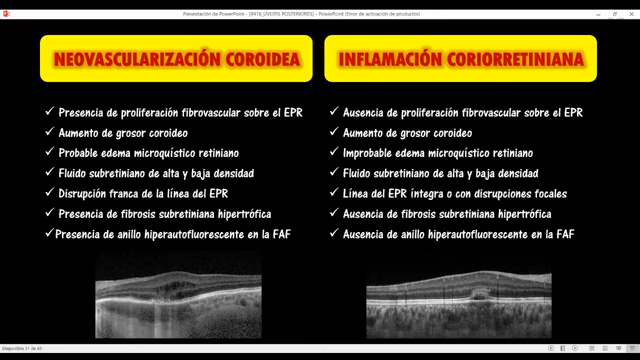 Presentación de PowerPoint - [0418_UVEITIS POSTERIORES] - PowerPoint (Error de activación de productos)
NEOVASCULARIZACIÓN COROIDEA
✓ Presencia de proliferación fibrovascular sobre el EPR
✓ Aumento de grosor coroideo
✓ Probable edema microquístico retiniano
✓ Fluido subretiniano de alta y baja densidad
✓ Disrupción franca de la línea del EPR
✓ Presencia de fibrosis subretiniana hipertrófica
✓ Presencia de anillo hiperautofluorescente en la FAF
INFLAMACIÓN CORIORRETINIANA
✓ Ausencia de proliferación fibrovascular sobre el EPR
✓ Aumento de grosor coroideo
✓ Improbable edema microquístico retiniano
✓ Fluido subretiniano de alta y baja densidad
✓ Línea del EPR íntegra o con disrupciones focales
✓ Ausencia de fibrosis subretiniana hipertrófica
✓ Ausencia de anillo hiperautofluorescente en la FAF